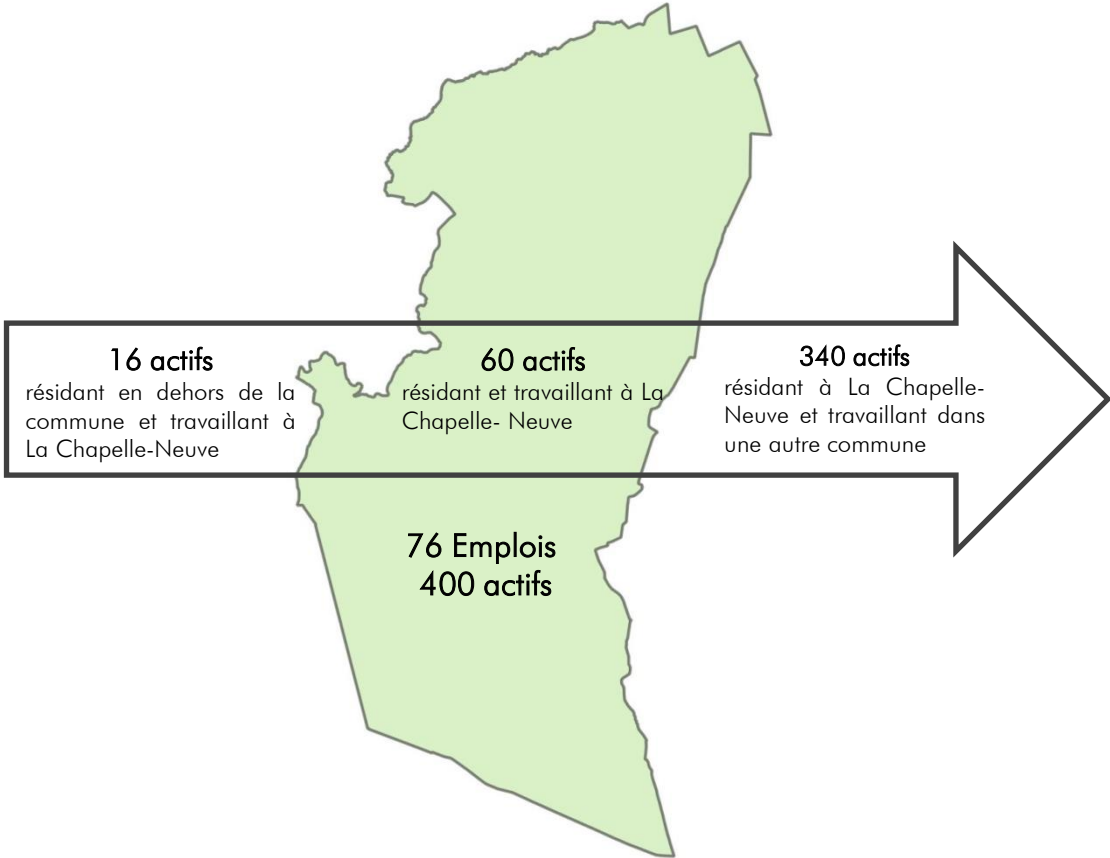 16 actifs
résidant en dehors de la
commune et travaillant à
La Chapelle-Neuve
60 actifs
résidant et travaillant à La
Chapelle- Neuve
340 actifs
résidant à La Chapelle-
Neuve et travaillant dans
une autre commune
76 Emplois
400 actifs